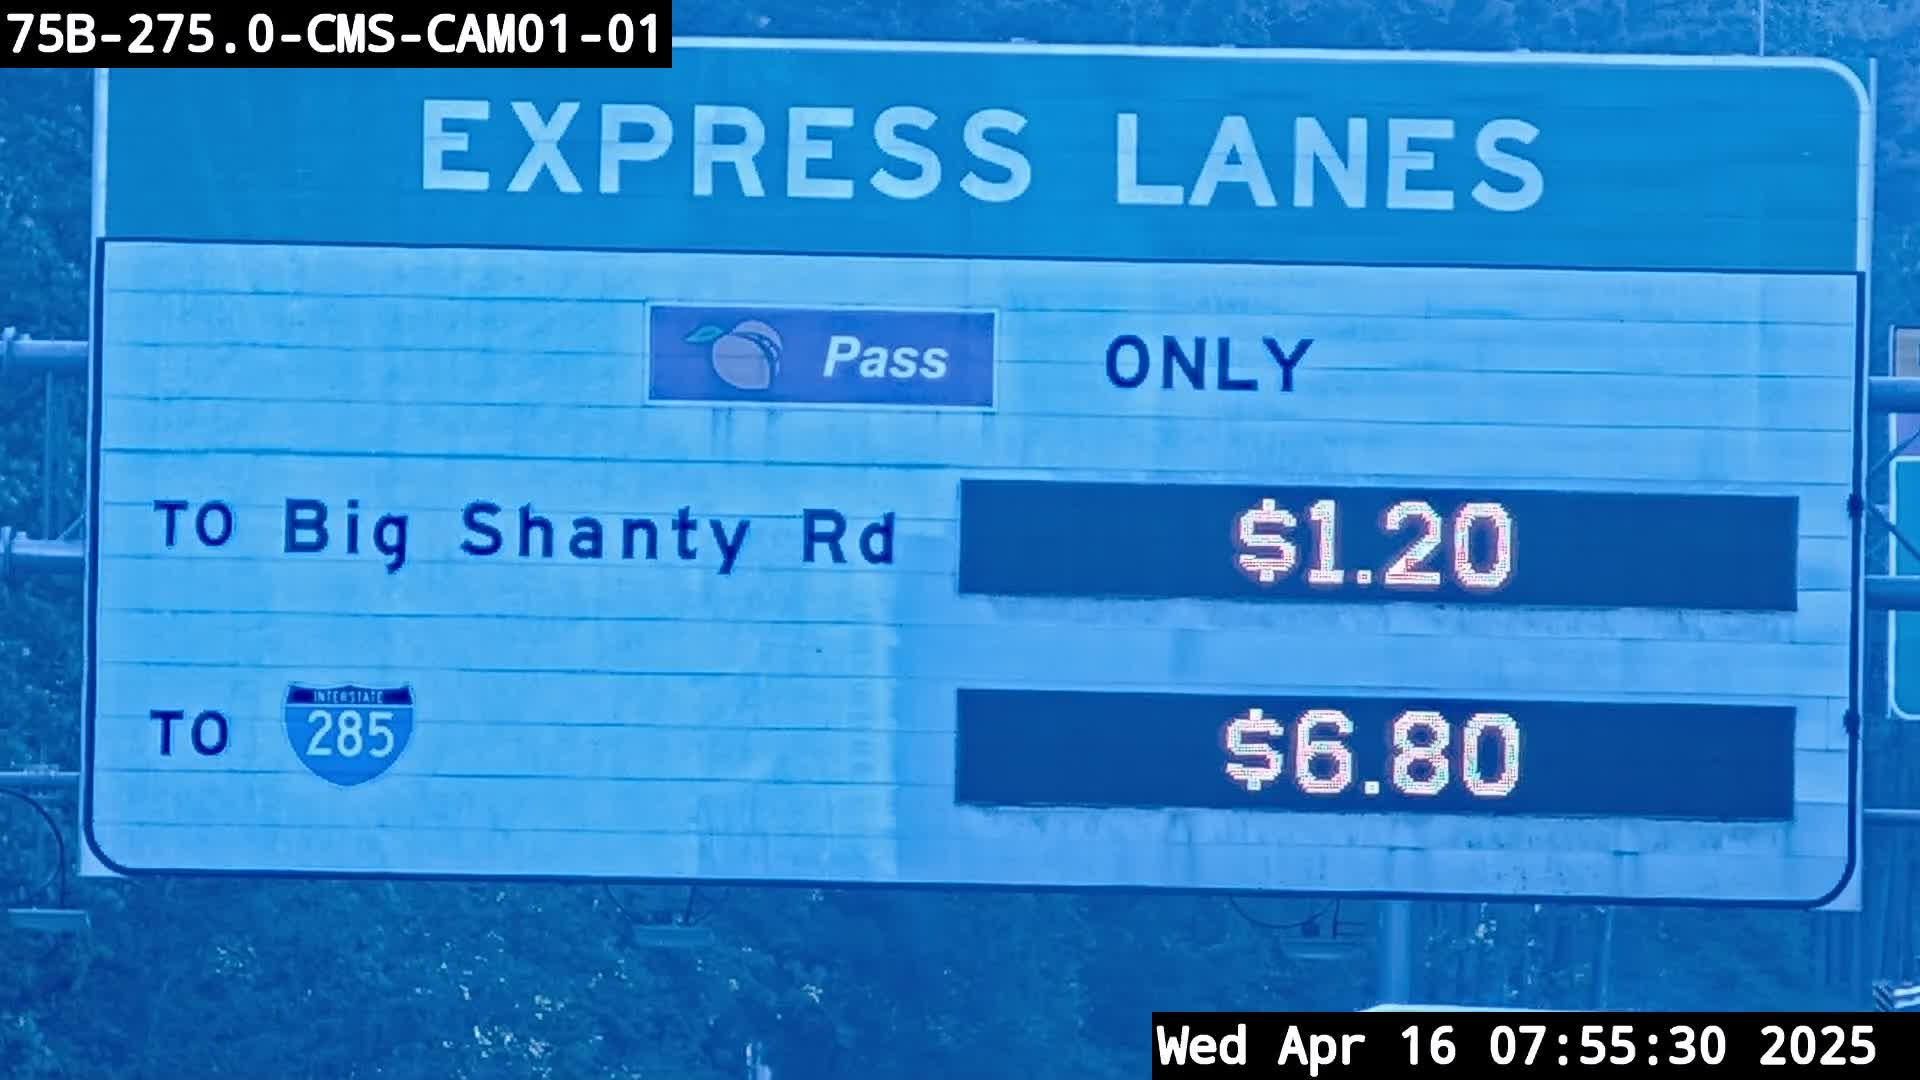 75B-275.0-CMS-CAM01-01
EXPRESS LANES
Pass ONLY
TO Big Shanty Rd $1.20
TO INTERSTATE 285 $6.80
Wed Apr 16 07:55:30 2025